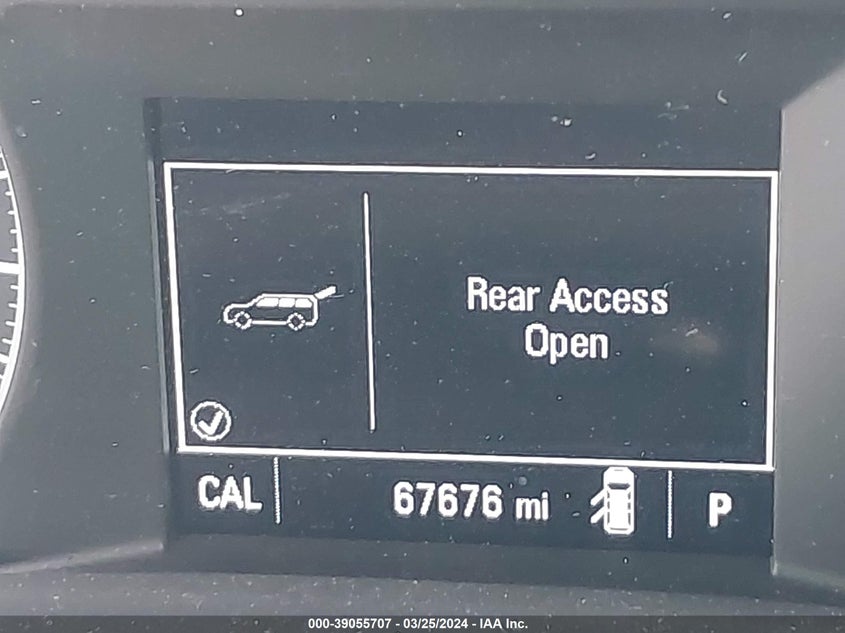 Rear Access
Open
CAL 67676 mi P
000-39055707 - 03/25/2024 - IAA Inc.